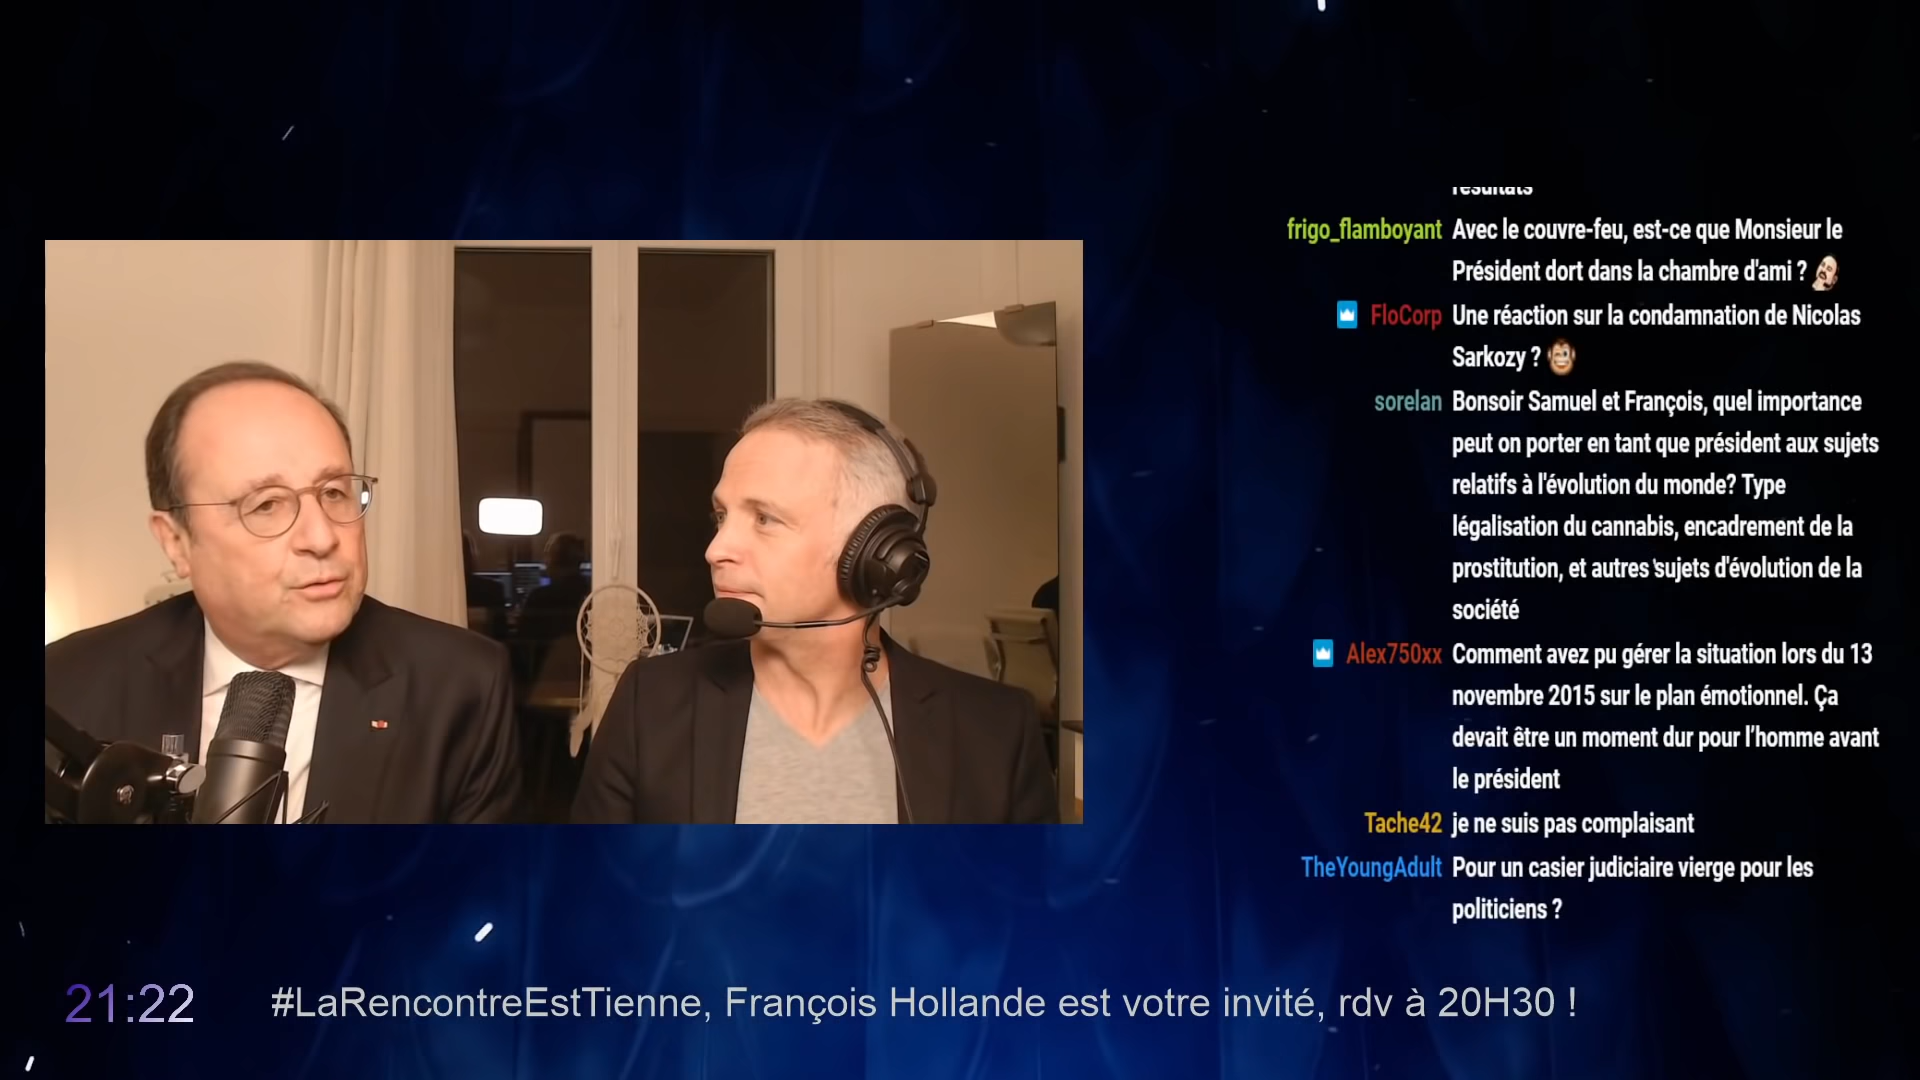 résultats
frigo_flamboyant Avec le couvre-feu, est-ce que Monsieur le
Président dort dans la chambre d'ami ?
FloCorp Une réaction sur la condamnation de Nicolas
Sarkozy ?
sorelan Bonsoir Samuel et François, quel importance
peut on porter en tant que président aux sujets
relatifs à l'évolution du monde? Type
légalisation du cannabis, encadrement de la
prostitution, et autres sujets d'évolution de la
société
Alex750xx Comment avez pu gérer la situation lors du 13
novembre 2015 sur le plan émotionnel. Ça
devait être un moment dur pour l'homme avant
le président
Tache42 je ne suis pas complaisant
TheYoungAdult Pour un casier judiciaire vierge pour les
politiciens ?
21:22 #LaRencontreEstTienne, François Hollande est votre invité, rdv à 20H30 !